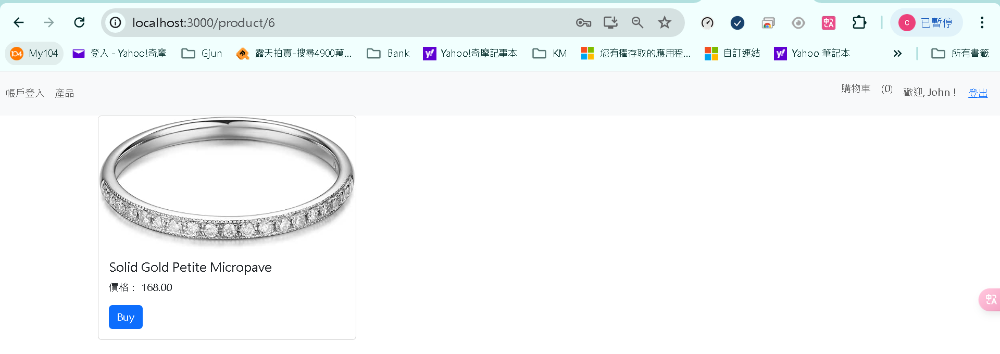 localhost:3000/product/6
C 已暫停
104 My104 登入 - Yahoo!奇摩 Gjun 露天拍賣-搜尋4900萬... Bank y! Yahoo!奇摩記事本 KM 您有權存取的應用程... 自訂連結 y! Yahoo 筆記本 » 所有書籤
帳戶登入 產品 購物車 (0) 歡迎, John ! 登出
Solid Gold Petite Micropave
價格： 168.00
Buy